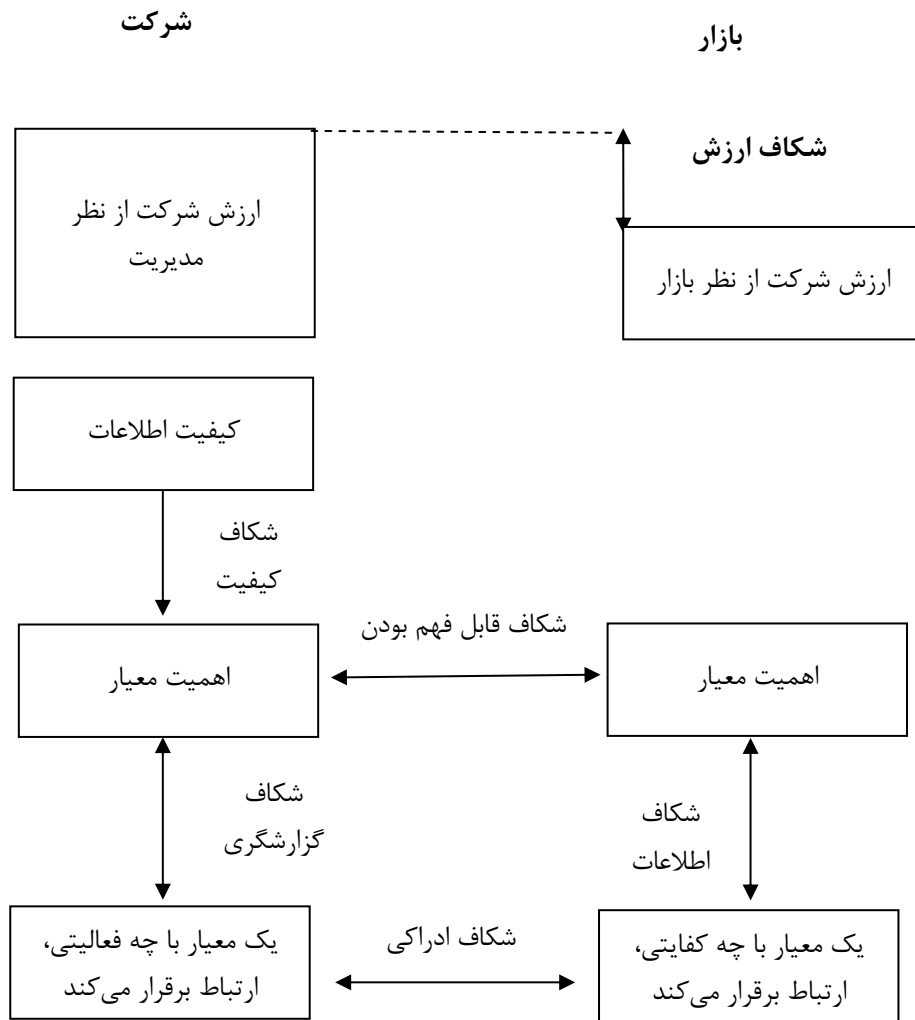 شرکت
بازار
شکاف ارزش
ارزش شرکت از نظر
مدیریت
ارزش شرکت از نظر بازار
کیفیت اطلاعات
شکاف
کیفیت
شکاف قابل فهم بودن
اهمیت معیار
اهمیت معیار
شکاف
گزارشگری
شکاف
اطلاعات
شکاف ادراکی
یک معیار با چه کفایتی،
ارتباط برقرار می‌کند
یک معیار با چه فعالیتی،
ارتباط برقرار می‌کند